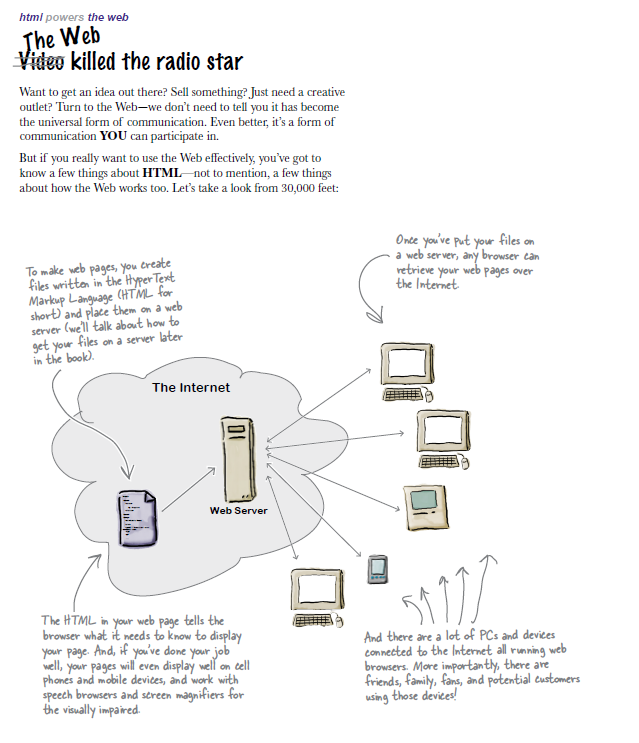 html powers the web
The Web
Video killed the radio star
Want to get an idea out there? Sell something? Just need a creative
outlet? Turn to the Web—we don't need to tell you it has become
the universal form of communication. Even better, it's a form of
communication YOU can participate in.
But if you really want to use the Web effectively, you've got to
know a few things about HTML—not to mention, a few things
about how the Web works too. Let's take a look from 30,000 feet:
To make web pages, you create
files written in the HyperText
Markup Language (HTML for
short) and place them on a web
server (we'll talk about how to
get your files on a server later
in the book).
Once you've put your files on
a web server, any browser can
retrieve your web pages over
the Internet.
The Internet
Web Server
The HTML in your web page tells the
browser what it needs to know to display
your page. And, if you've done your job
well, your pages will even display well on cell
phones and mobile devices, and work with
speech browsers and screen magnifiers for
the visually impaired.
And there are a lot of PCs and devices
connected to the Internet all running web
browsers. More importantly, there are
friends, family, fans, and potential customers
using those devices!